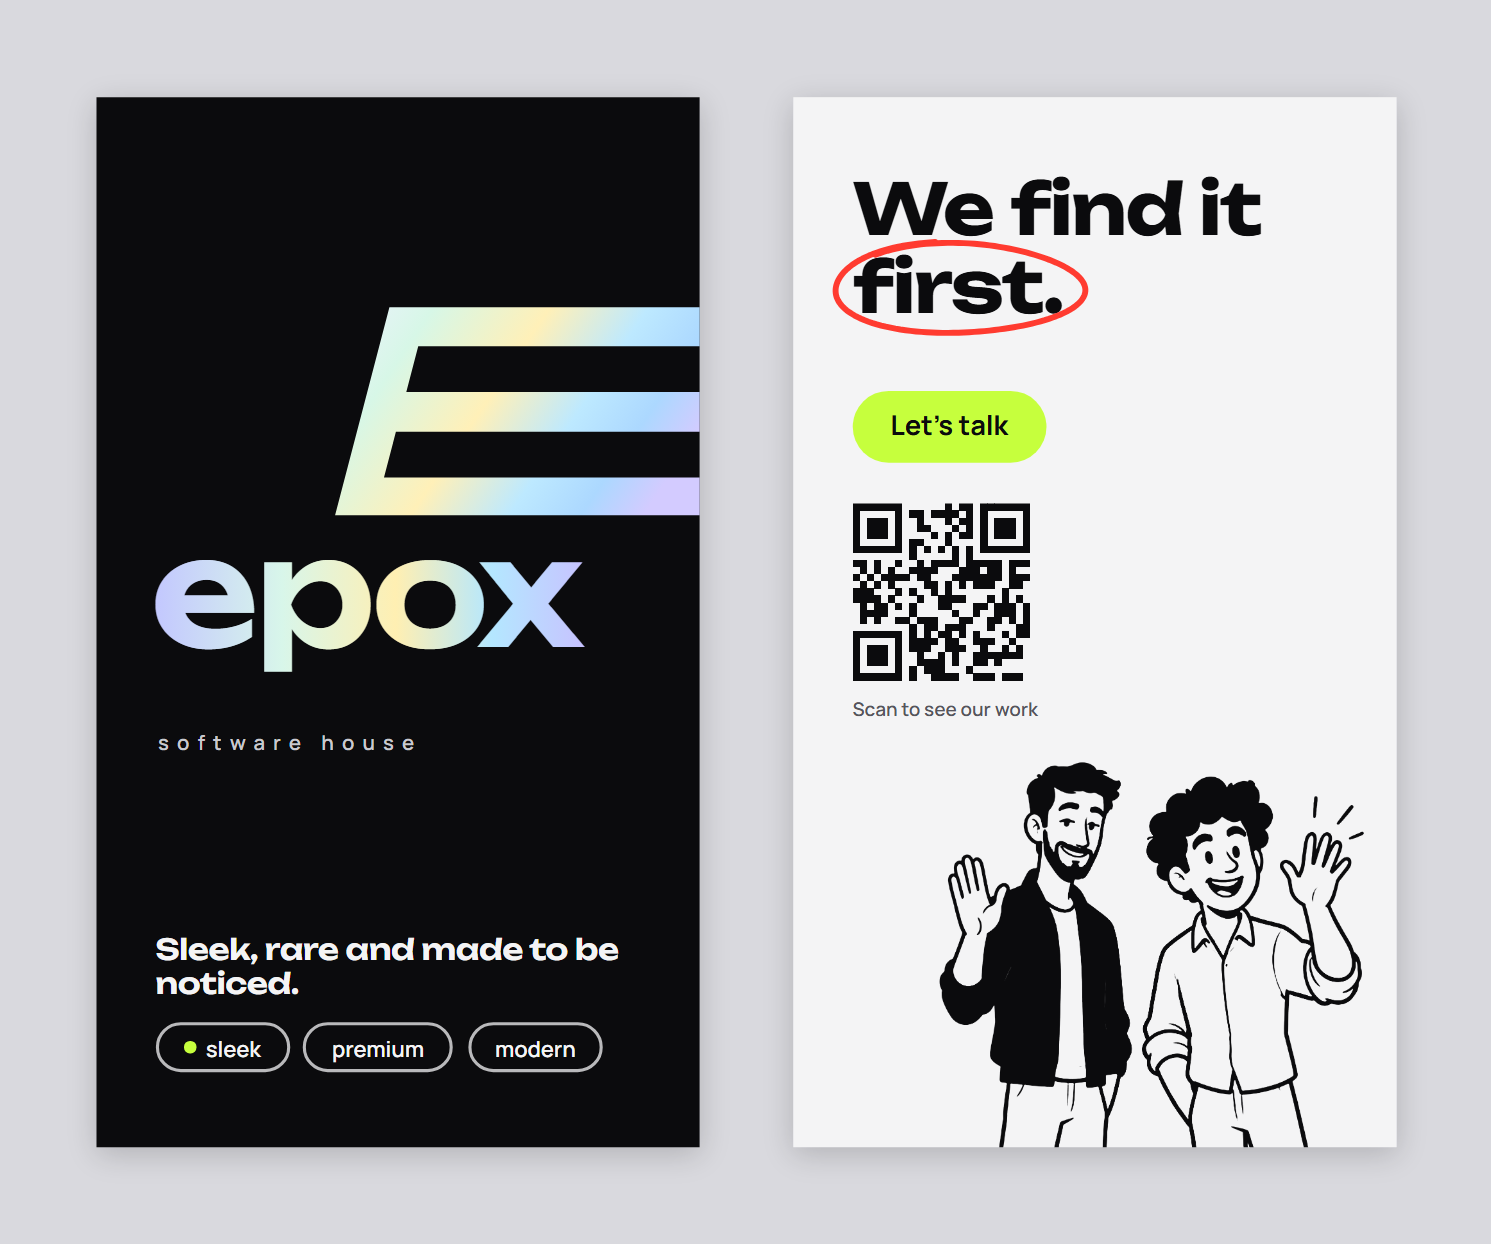 epox
software house
Sleek, rare and made to be
noticed.
sleek
premium
modern
We find it
first.
Let’s talk
Scan to see our work